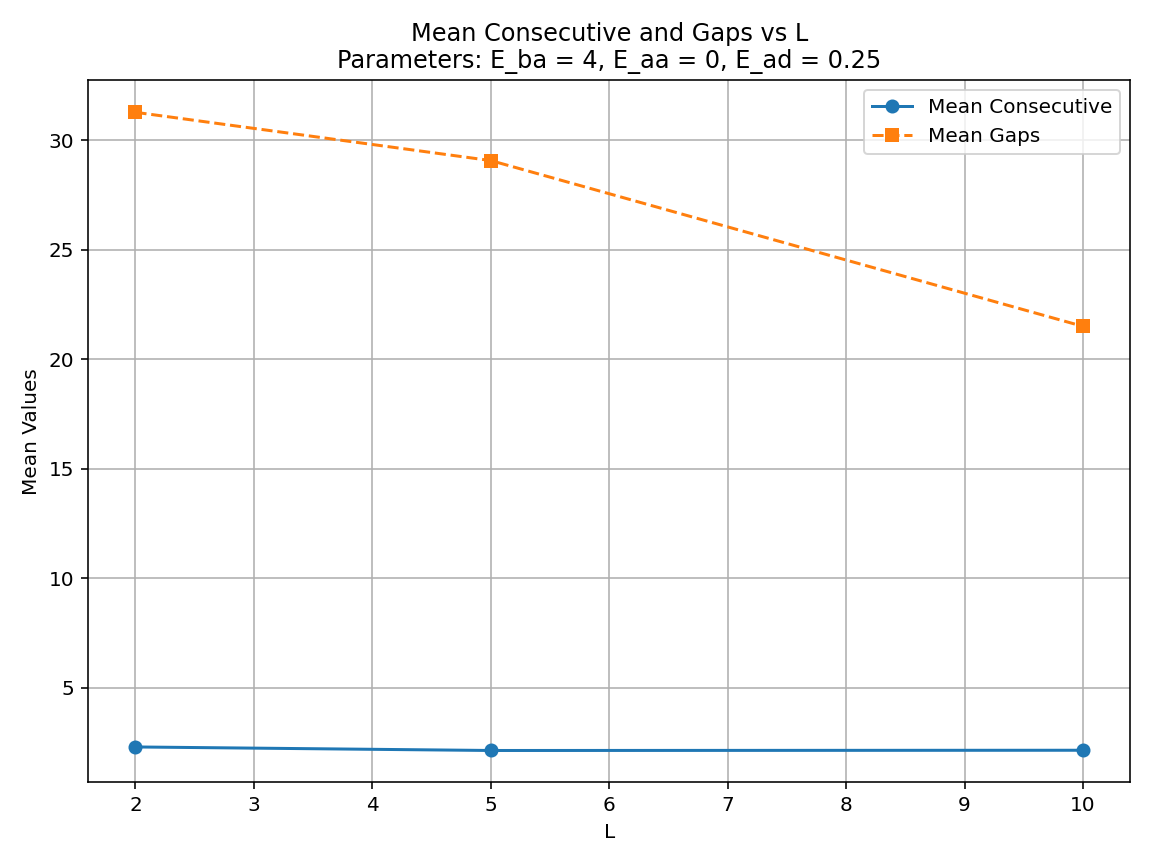 Mean Consecutive and Gaps vs L
Parameters: E_ba = 4, E_aa = 0, E_ad = 0.25
Mean Consecutive
Mean Gaps
Mean Values
30
25
20
15
10
5
2 3 4 5 6 7 8 9 10
L